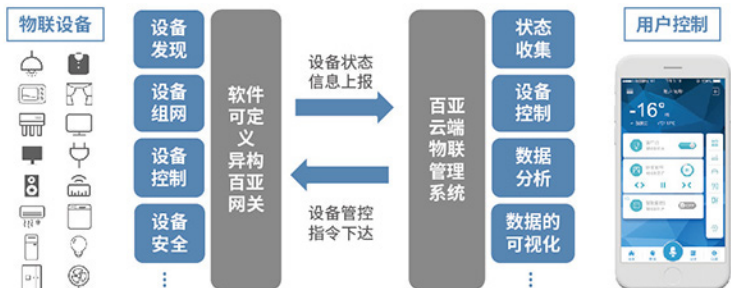 物联设备
设备
发现
设备
组网
设备
控制
设备
安全
软件
可定
义
异构
百亚
网关
设备状态
信息上报
设备管控
指令下达
百亚
云端
物联
管理
系统
状态
收集
设备
控制
数据
分析
数据的
可视化
用户控制
-16°